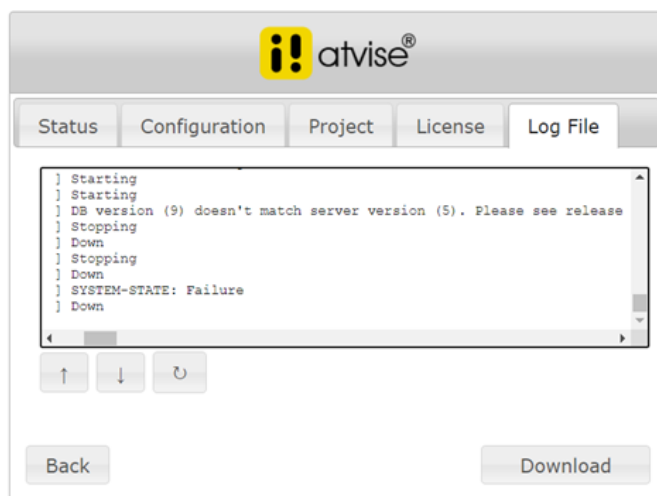 i! atvise®
Status Configuration Project License Log File
] Starting
] Starting
] DB version (9) doesn't match server version (5). Please see release
] Stopping
] Down
] Stopping
] Down
] SYSTEM-STATE: Failure
] Down
↑ ↓ ↻
Back Download